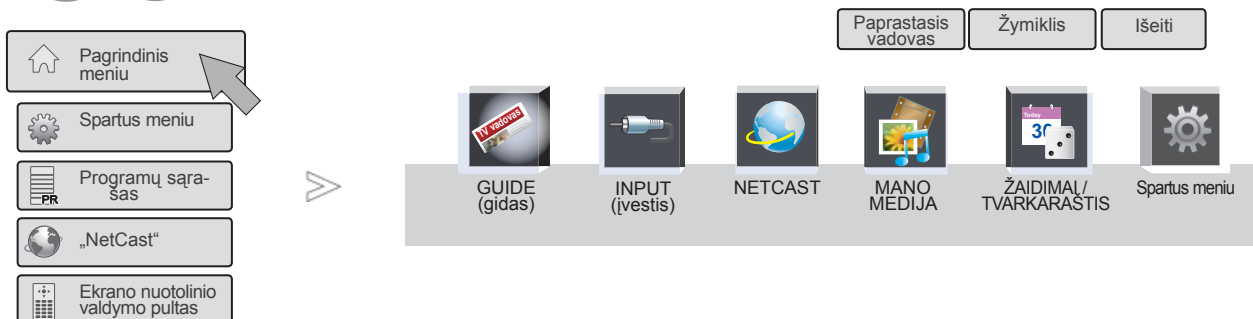 Pagrindinis
meniu
Spartus meniu
Programų sąra-
šas
PR
„NetCast“
Ekrano nuotolinio
valdymo pultas
Paprastasis
vadovas
Žymiklis
Išeiti
TV vadovas
Today
30
GUIDE
(gidas)
INPUT
(įvestis)
NETCAST
MANO
MEDIJA
ŽAIDIMAI /
TVARKARAŠTIS
Spartus meniu